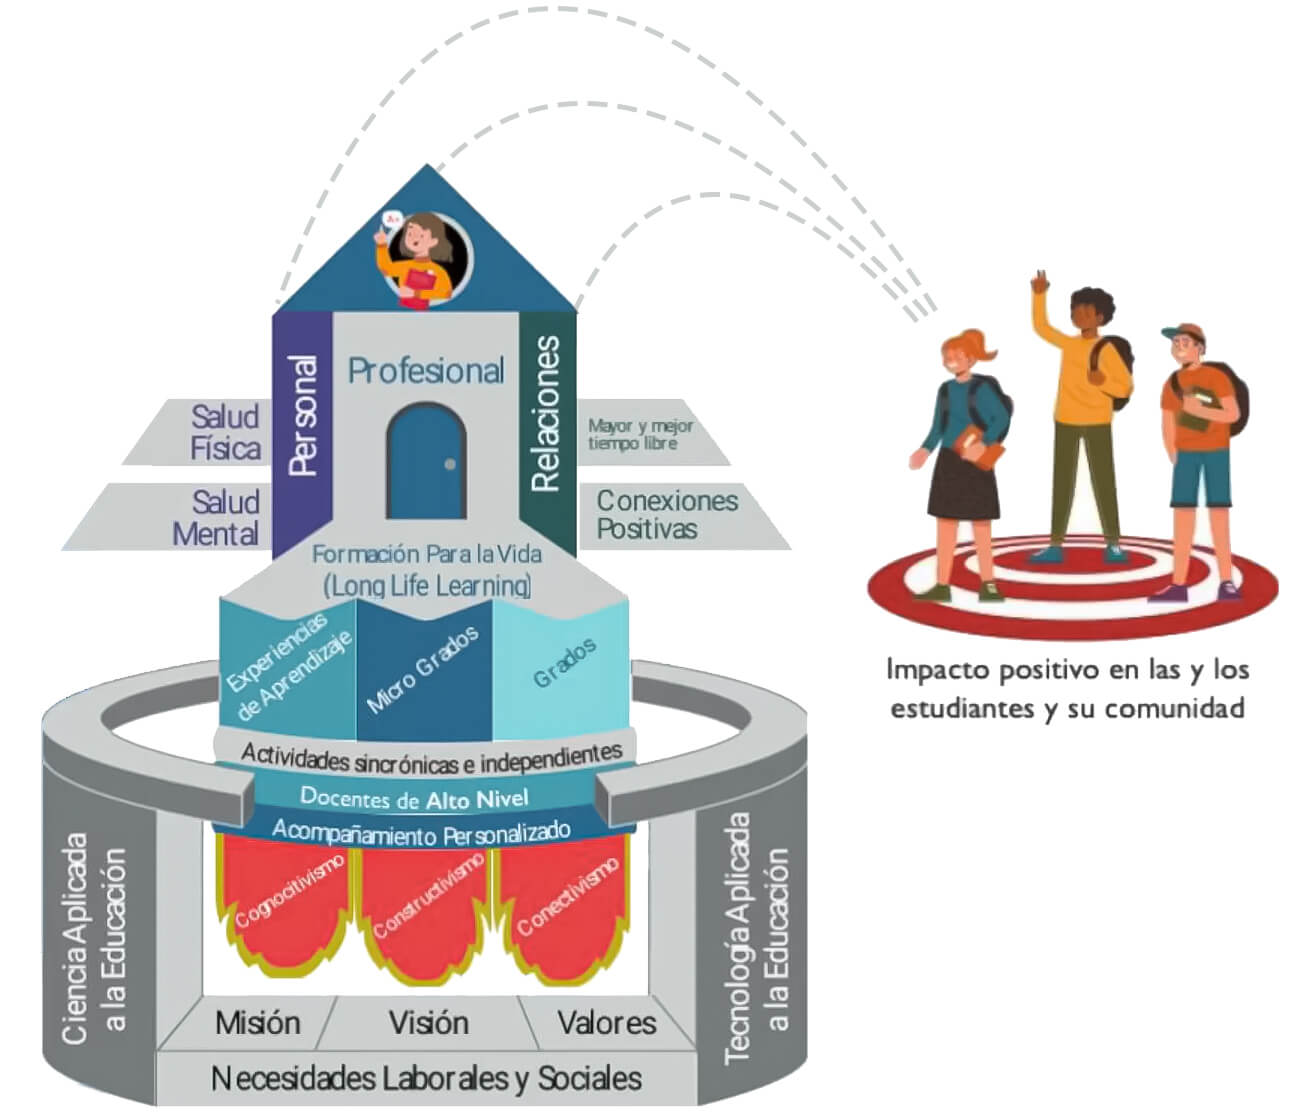 A+
Personal
Profesional
Relaciones
Salud
Física
Salud
Mental
Mayor y mejor
tiempo libre
Conexiones
Positivas
Formación Para la Vida
(Long Life Learning)
Experiencias
de Aprendizaje
Micro Grados
Grados
Actividades sincrónicas e independientes
Docentes de Alto Nivel
Acompañamiento Personalizado
Cognocitivismo
Constructivismo
Conectivismo
Ciencia Aplicada
a la Educación
Tecnología Aplicada
a la Educación
Misión
Visión
Valores
Necesidades Laborales y Sociales
Impacto positivo en las y los
estudiantes y su comunidad